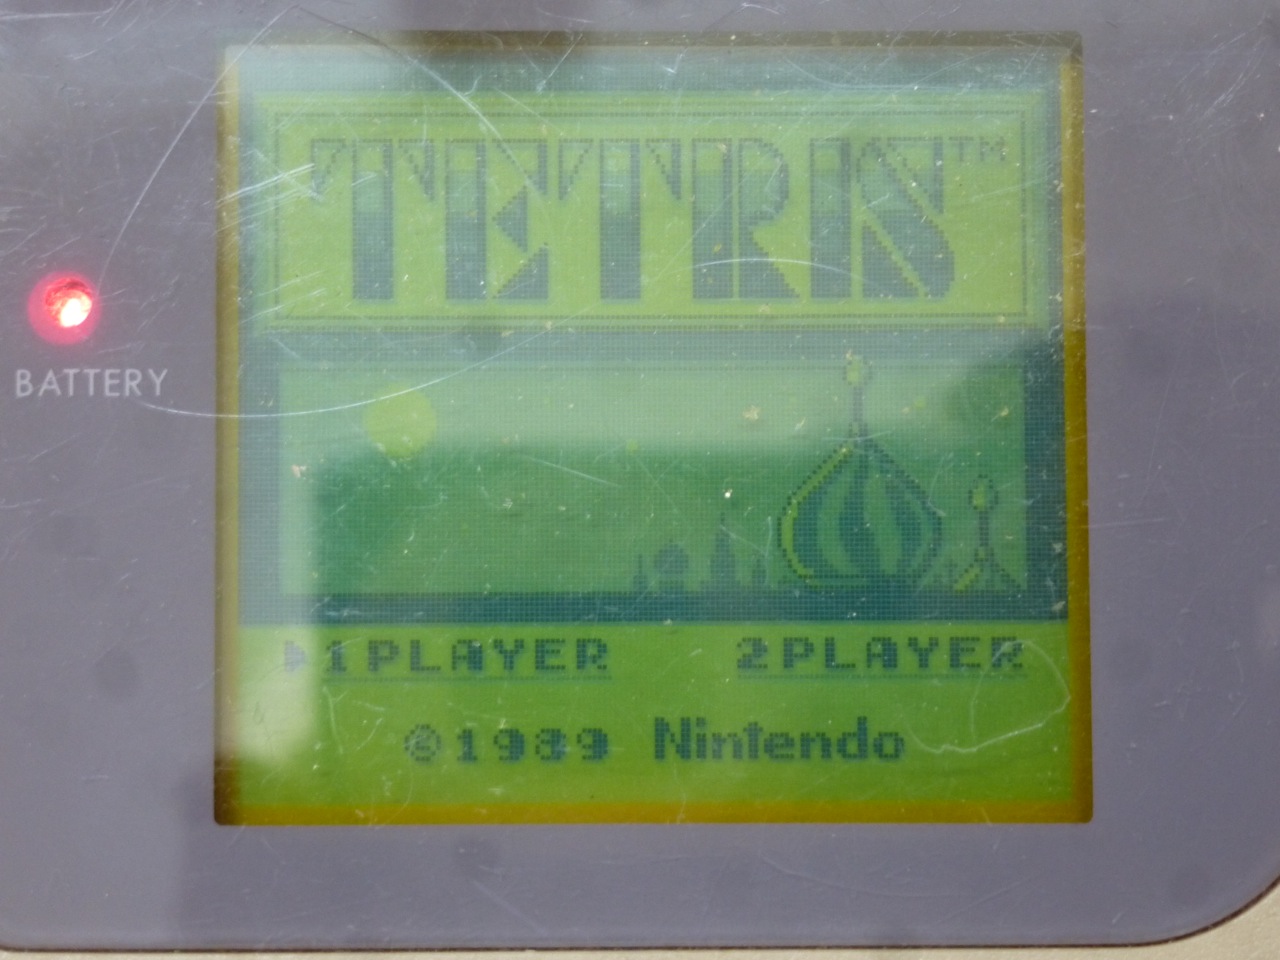 TETRIS™
BATTERY
1PLAYER 2PLAYER
©1989 Nintendo